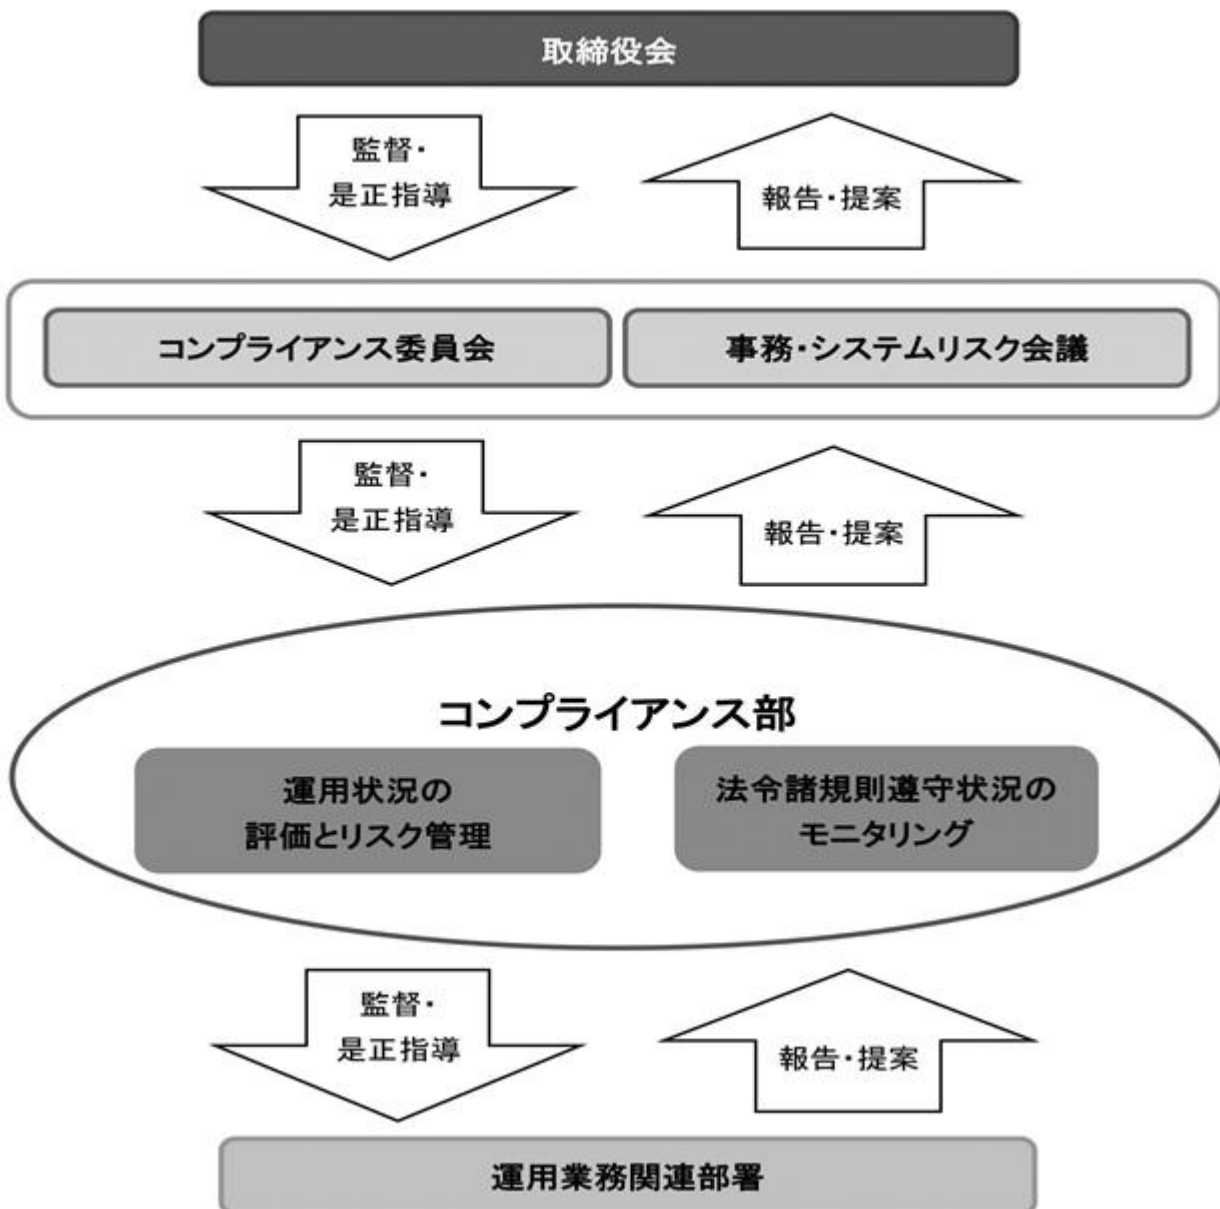 取締役会
監督・
是正指導
報告・提案
コンプライアンス委員会
事務・システムリスク会議
監督・
是正指導
報告・提案
コンプライアンス部
運用状況の
評価とリスク管理
法令諸規則遵守状況の
モニタリング
監督・
是正指導
報告・提案
運用業務関連部署